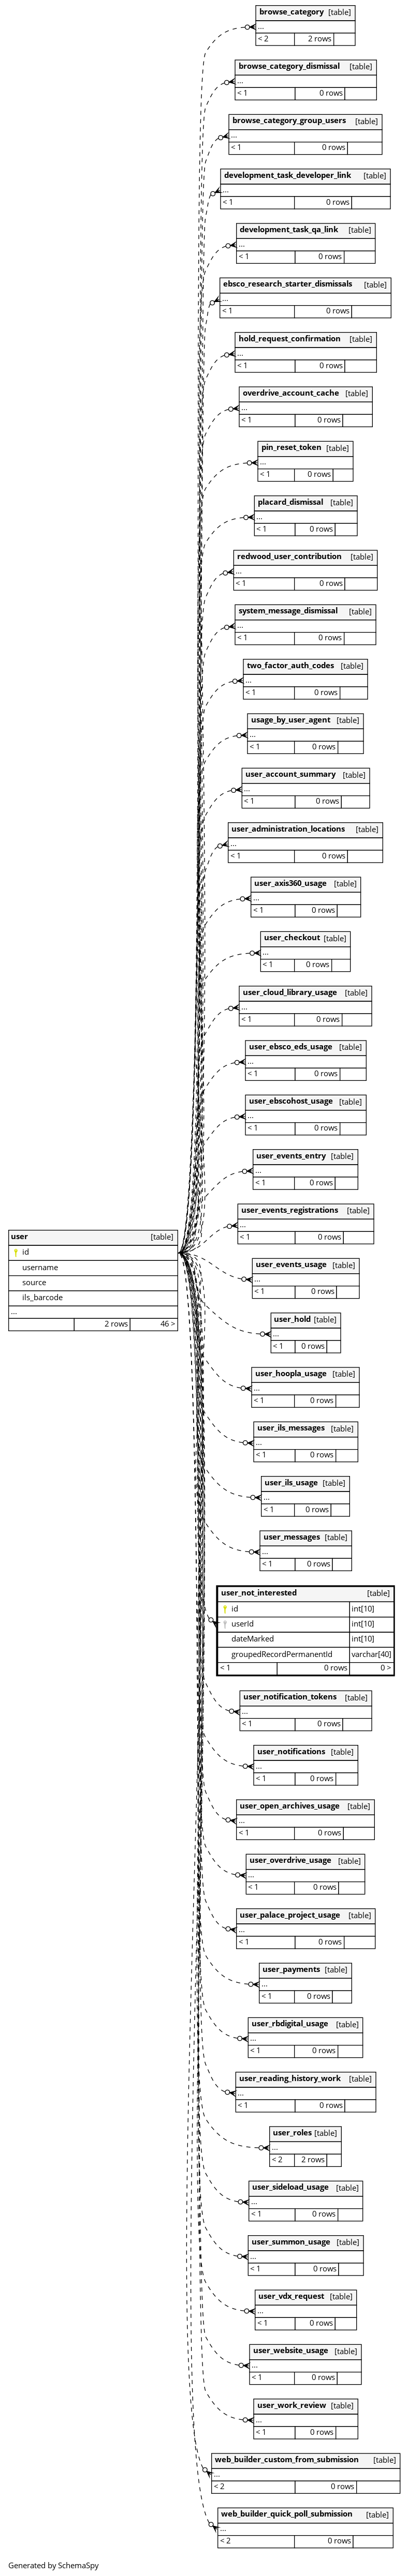 browse_category [table]
...
< 2 2 rows
browse_category_dismissal [table]
...
< 1 0 rows
browse_category_group_users [table]
...
< 1 0 rows
development_task_developer_link [table]
...
< 1 0 rows
development_task_qa_link [table]
...
< 1 0 rows
ebsco_research_starter_dismissals [table]
...
< 1 0 rows
hold_request_confirmation [table]
...
< 1 0 rows
overdrive_account_cache [table]
...
< 1 0 rows
pin_reset_token [table]
...
< 1 0 rows
placard_dismissal [table]
...
< 1 0 rows
redwood_user_contribution [table]
...
< 1 0 rows
system_message_dismissal [table]
...
< 1 0 rows
two_factor_auth_codes [table]
...
< 1 0 rows
usage_by_user_agent [table]
...
< 1 0 rows
user_account_summary [table]
...
< 1 0 rows
user_administration_locations [table]
...
< 1 0 rows
user_axis360_usage [table]
...
< 1 0 rows
user_checkout [table]
...
< 1 0 rows
user_cloud_library_usage [table]
...
< 1 0 rows
user_ebsco_eds_usage [table]
...
< 1 0 rows
user_ebscohost_usage [table]
...
< 1 0 rows
user_events_entry [table]
...
< 1 0 rows
user_events_registrations [table]
...
< 1 0 rows
user [table]
id
username
source
ils_barcode
...
2 rows 46 >
user_events_usage [table]
...
< 1 0 rows
user_hold [table]
...
< 1 0 rows
user_hoopla_usage [table]
...
< 1 0 rows
user_ils_messages [table]
...
< 1 0 rows
user_ils_usage [table]
...
< 1 0 rows
user_messages [table]
...
< 1 0 rows
user_not_interested [table]
id int[10]
userId int[10]
dateMarked int[10]
groupedRecordPermanentId varchar[40]
< 1 0 rows 0 >
user_notification_tokens [table]
...
< 1 0 rows
user_notifications [table]
...
< 1 0 rows
user_open_archives_usage [table]
...
< 1 0 rows
user_overdrive_usage [table]
...
< 1 0 rows
user_palace_project_usage [table]
...
< 1 0 rows
user_payments [table]
...
< 1 0 rows
user_rbdigital_usage [table]
...
< 1 0 rows
user_reading_history_work [table]
...
< 1 0 rows
user_roles [table]
...
< 2 2 rows
user_sideload_usage [table]
...
< 1 0 rows
user_summon_usage [table]
...
< 1 0 rows
user_vdx_request [table]
...
< 1 0 rows
user_website_usage [table]
...
< 1 0 rows
user_work_review [table]
...
< 1 0 rows
web_builder_custom_from_submission [table]
...
< 2 0 rows
web_builder_quick_poll_submission [table]
...
< 2 0 rows
Generated by SchemaSpy